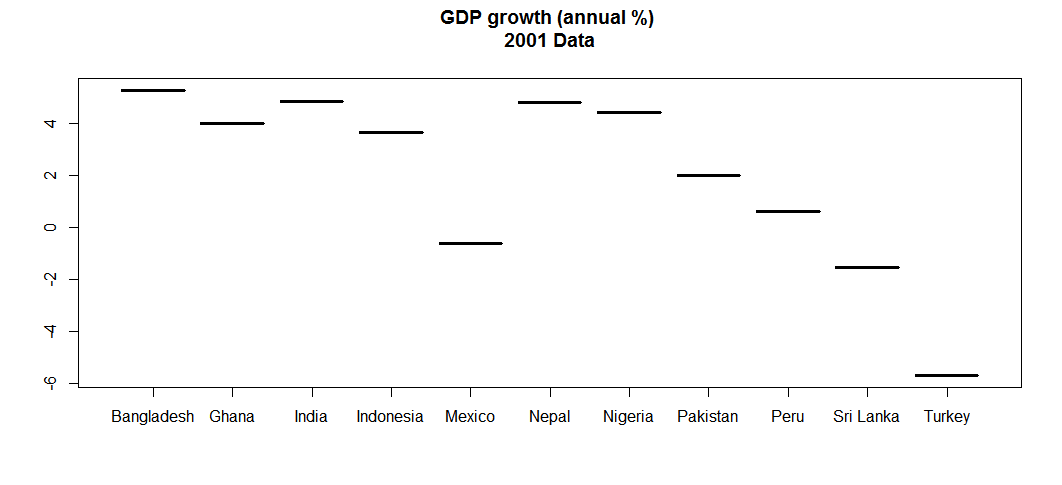 GDP growth (annual %)
2001 Data
4
2
0
-2
-4
-6
Bangladesh Ghana India Indonesia Mexico Nepal Nigeria Pakistan Peru Sri Lanka Turkey